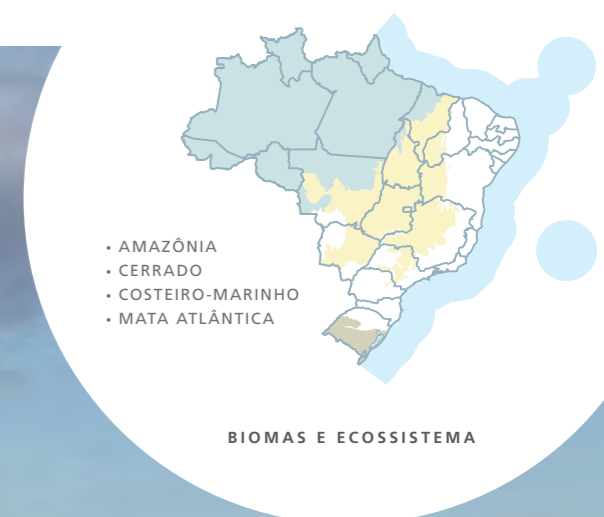 • AMAZÔNIA
• CERRADO
• COSTEIRO-MARINHO
• MATA ATLÂNTICA
BIOMAS E ECOSSISTEMA